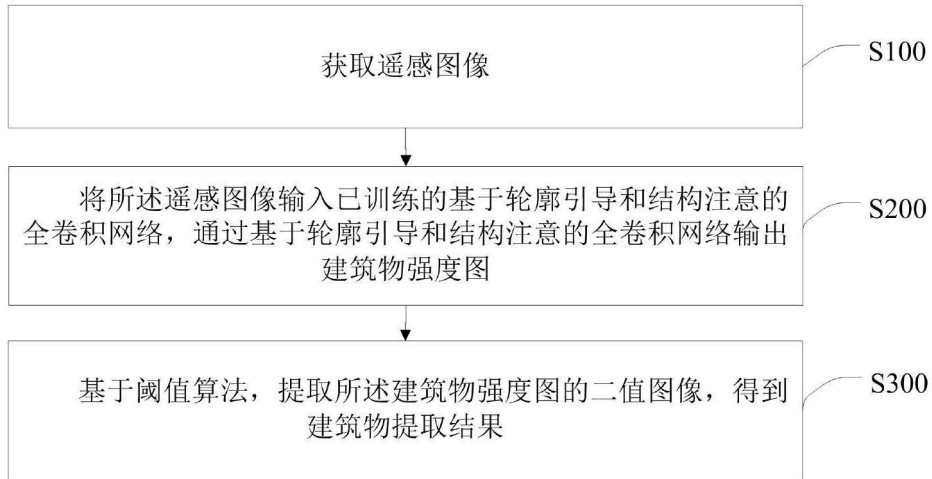 获取遥感图像
S100
将所述遥感图像输入已训练的基于轮廓引导和结构注意的
全卷积网络，通过基于轮廓引导和结构注意的全卷积网络输出
建筑物强度图
S200
基于阈值算法，提取所述建筑物强度图的二值图像，得到
建筑物提取结果
S300